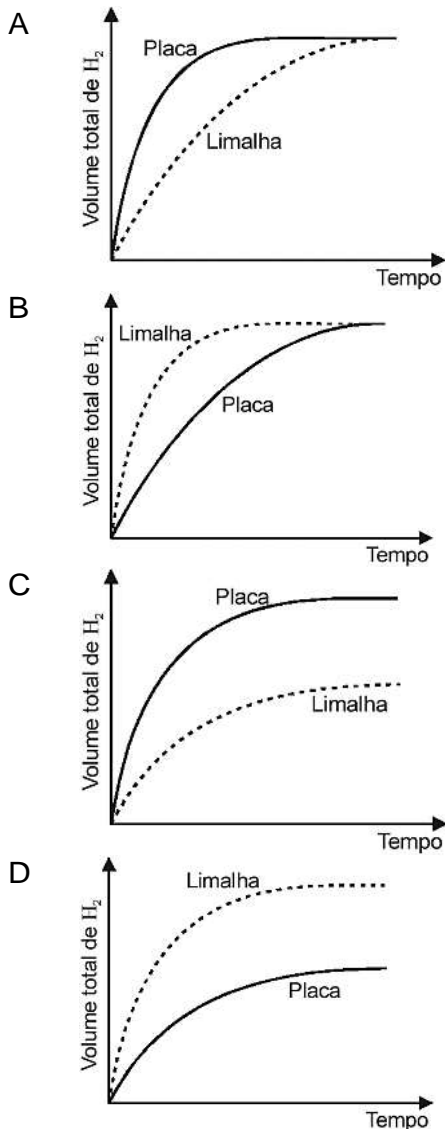 A
Volume total de H₂
Placa
Limalha
Tempo
B
Volume total de H₂
Limalha
Placa
Tempo
C
Volume total de H₂
Placa
Limalha
Tempo
D
Volume total de H₂
Limalha
Placa
Tempo